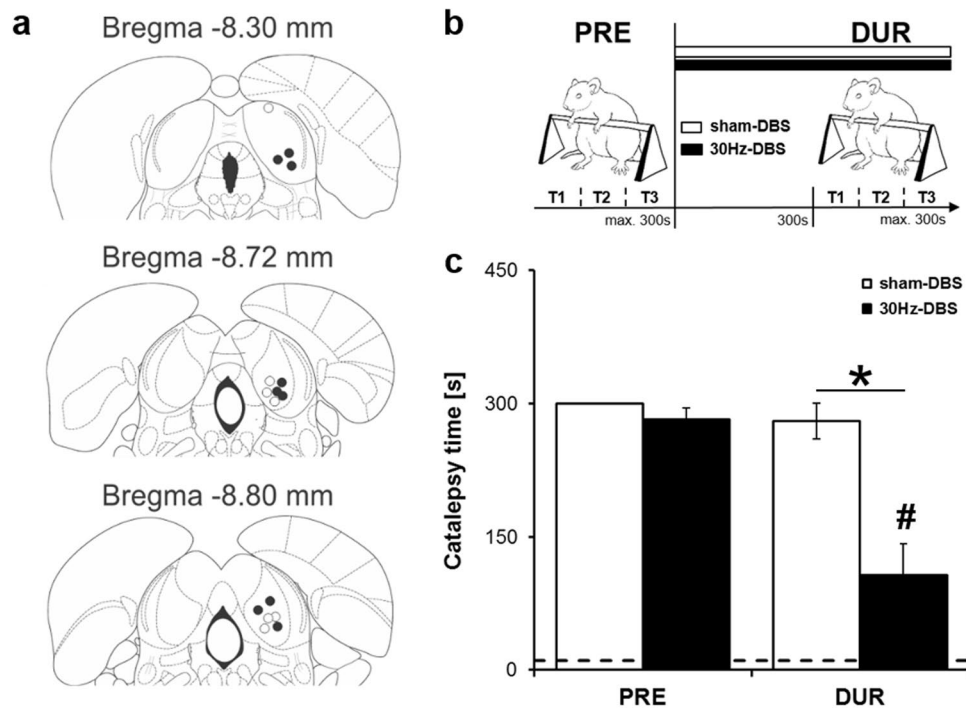 a
Bregma -8.30 mm
Bregma -8.72 mm
Bregma -8.80 mm
b
PRE DUR
sham-DBS
30Hz-DBS
T1 T2 T3 T1 T2 T3
max. 300s 300s max. 300s
c
450
300
150
0
Catalepsy time [s]
sham-DBS
30Hz-DBS
*
#
PRE DUR